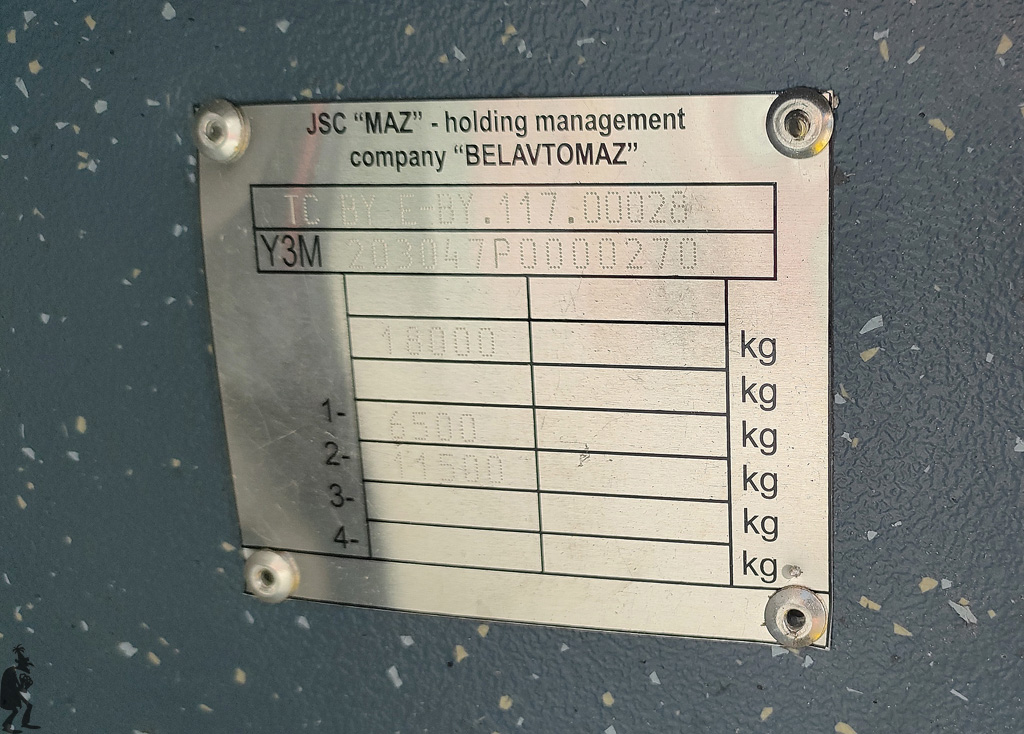 JSC “MAZ” - holding management
company “BELAVTOMAZ”
TC BY E-BY.117.00028
Y3M 203047P0000270
18000 kg
kg
1- 6500 kg
2- 11500 kg
3- kg
4- kg